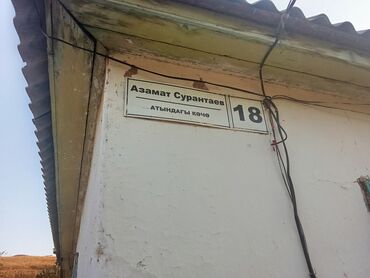 Азамат Сурантаев
атындагы көчө
18